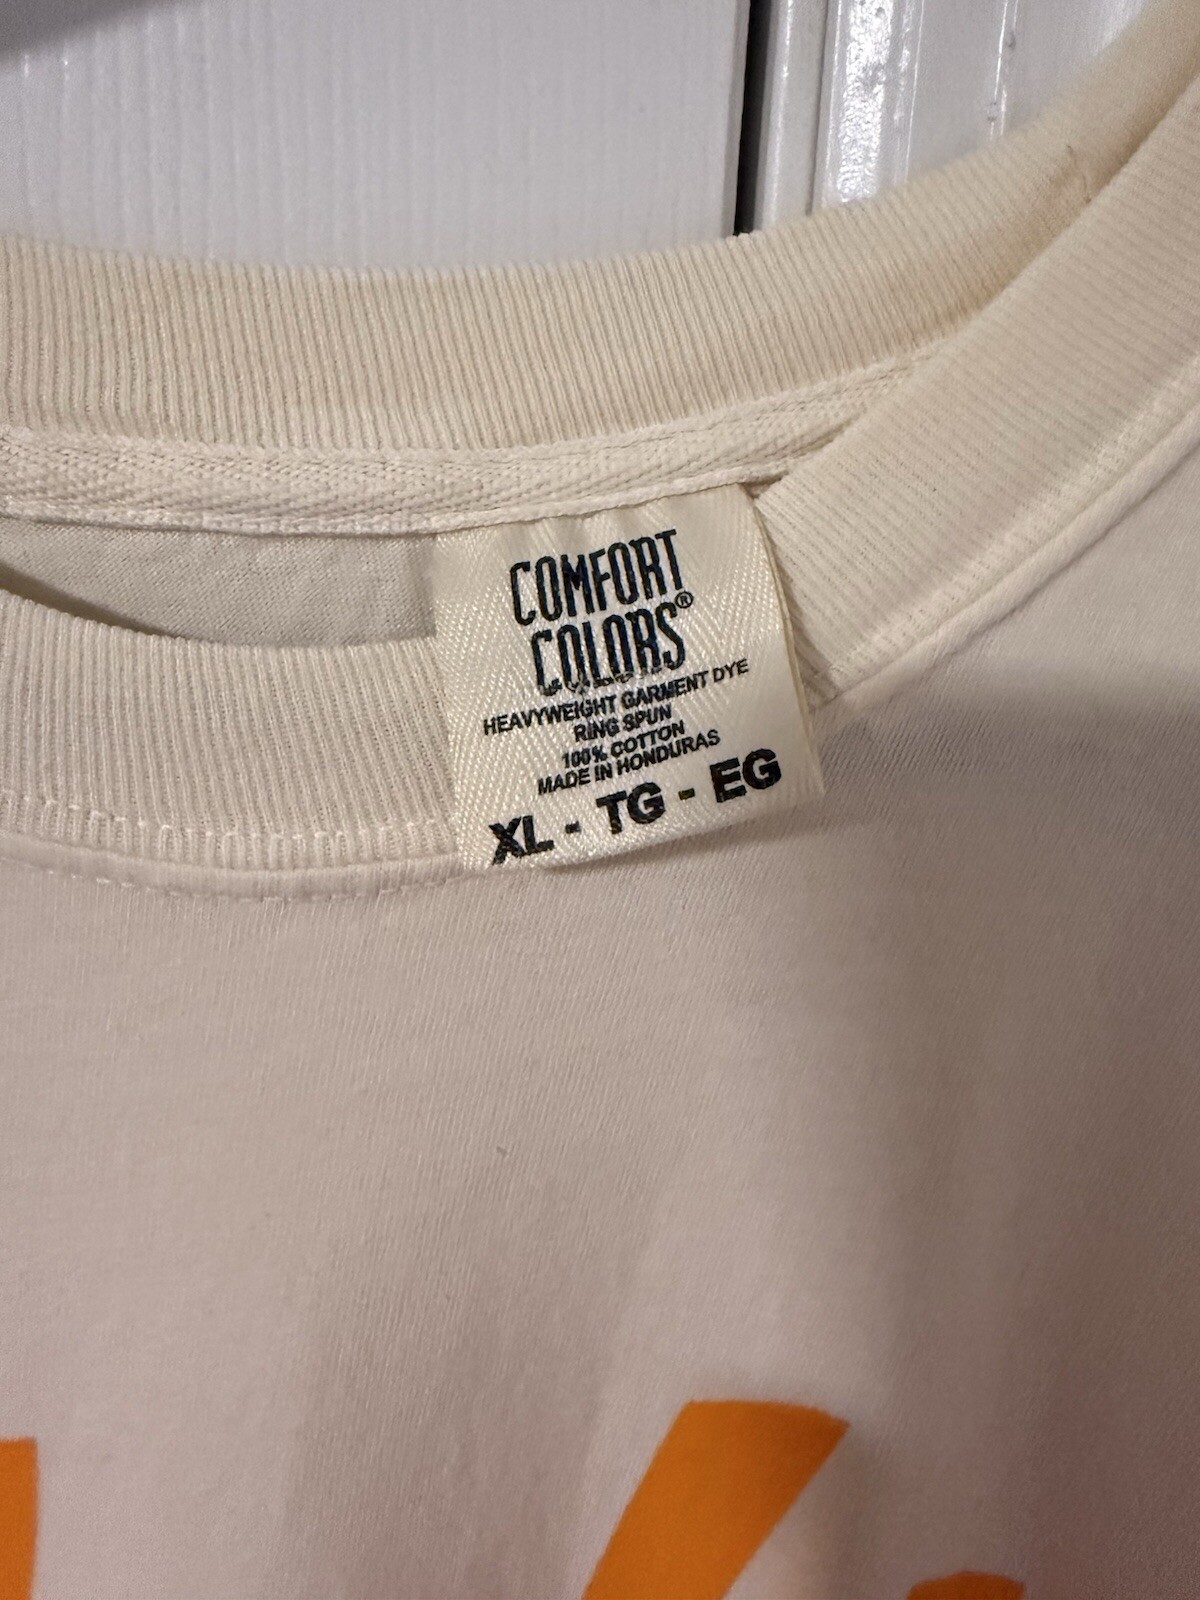 COMFORT
COLORS®
HEAVYWEIGHT GARMENT DYE
RING SPUN
100% COTTON
MADE IN HONDURAS
XL - TG - EG